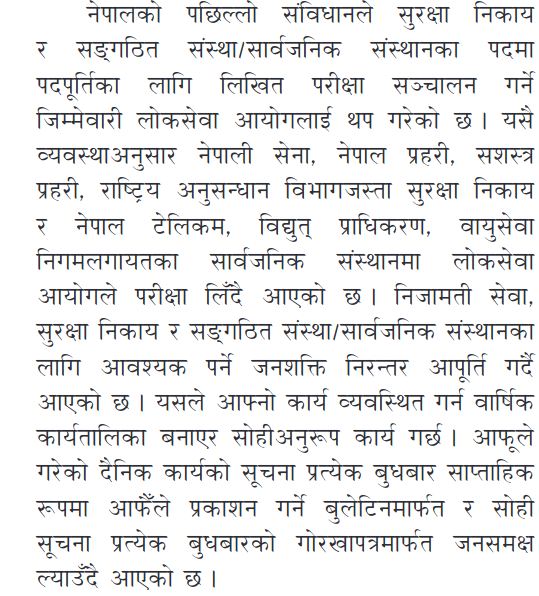 नेपालको पछिल्लो संविधानले सुरक्षा निकाय
र सङ्गठित संस्था/सार्वजनिक संस्थानका पदमा
पदपूर्तिका लागि लिखित परीक्षा सञ्चालन गर्ने
जिम्मेवारी लोकसेवा आयोगलाई थप गरेको छ । यसै
व्यवस्थाअनुसार नेपाली सेना, नेपाल प्रहरी, सशस्त्र
प्रहरी, राष्ट्रिय अनुसन्धान विभागजस्ता सुरक्षा निकाय
र नेपाल टेलिकम, विद्युत् प्राधिकरण, वायुसेवा
निगमलगायतका सार्वजनिक संस्थानमा लोकसेवा
आयोगले परीक्षा लिँदै आएको छ । निजामती सेवा,
सुरक्षा निकाय र सङ्गठित संस्था/सार्वजनिक संस्थानका
लागि आवश्यक पर्ने जनशक्ति निरन्तर आपूर्ति गर्दै
आएको छ । यसले आफ्नो कार्य व्यवस्थित गर्न वार्षिक
कार्यतालिका बनाएर सोहीअनुरूप कार्य गर्छ । आफूले
गरेको दैनिक कार्यको सूचना प्रत्येक बुधबार साप्ताहिक
रूपमा आफैँले प्रकाशन गर्ने बुलेटिनमार्फत र सोही
सूचना प्रत्येक बुधबारको गोरखापत्रमार्फत जनसमक्ष
ल्याउँदै आएको छ ।